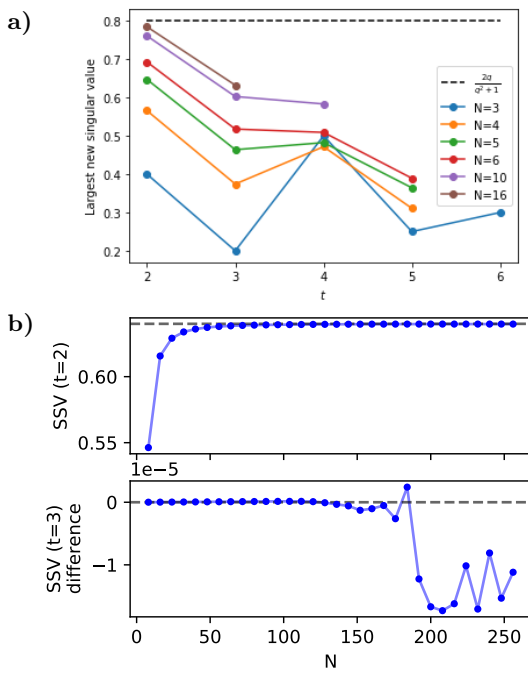 a)
Largest new singular value
0.8
0.7
0.6
0.5
0.4
0.3
0.2
2
3
4
5
6
t
2q
q²+1
N=3
N=4
N=5
N=6
N=10
N=16
b)
SSV (t=2)
0.60
0.55
1e−5
SSV (t=3)
difference
0
−1
0
50
100
150
200
250
N